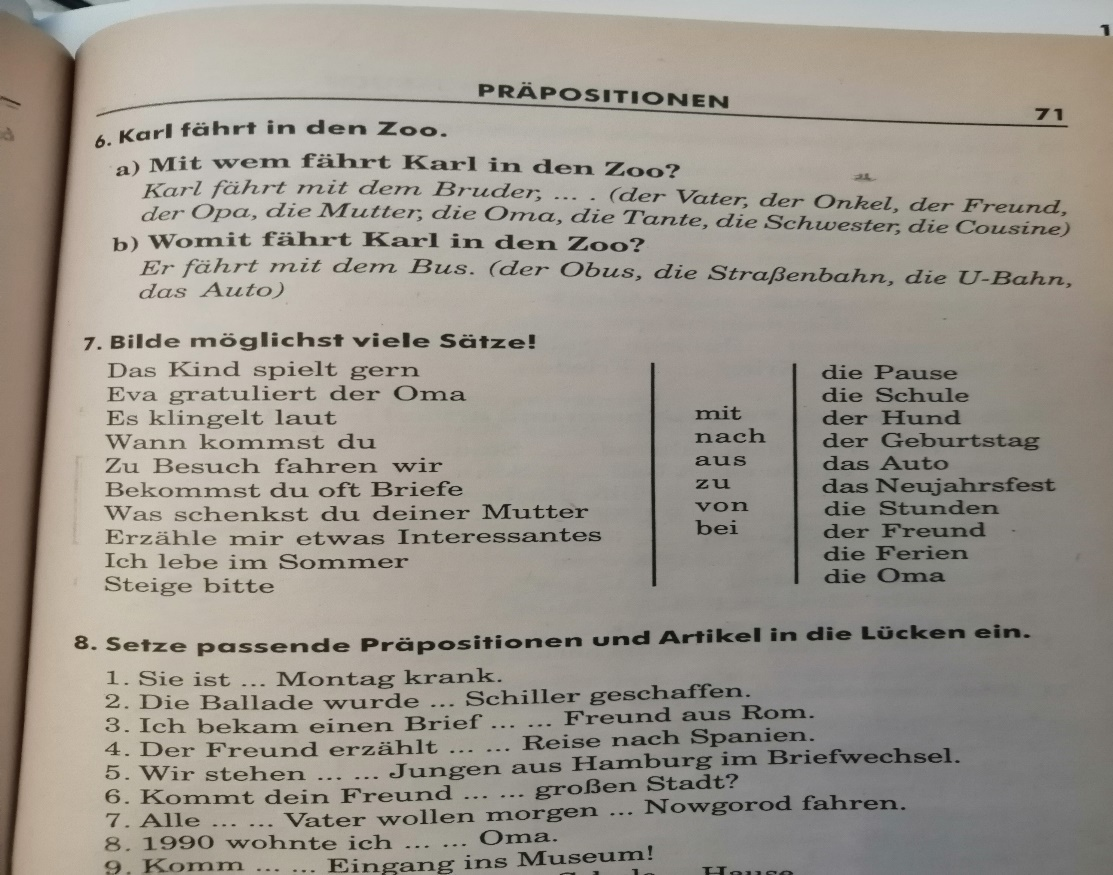 PRÄPOSITIONEN
71
6. Karl fährt in den Zoo.
a) Mit wem fährt Karl in den Zoo?
Karl fährt mit dem Bruder, ... . (der Vater, der Onkel, der Freund,
der Opa, die Mutter, die Oma, die Tante, die Schwester, die Cousine)
b) Womit fährt Karl in den Zoo?
Er fährt mit dem Bus. (der Obus, die Straßenbahn, die U-Bahn,
das Auto)
7. Bilde möglichst viele Sätze!
Das Kind spielt gern
Eva gratuliert der Oma
Es klingelt laut
Wann kommst du
Zu Besuch fahren wir
Bekommst du oft Briefe
Was schenkst du deiner Mutter
Erzähle mir etwas Interessantes
Ich lebe im Sommer
Steige bitte
mit
nach
aus
zu
von
bei
die Pause
die Schule
der Hund
der Geburtstag
das Auto
das Neujahrsfest
die Stunden
der Freund
die Ferien
die Oma
8. Setze passende Präpositionen und Artikel in die Lücken ein.
1. Sie ist ... Montag krank.
2. Die Ballade wurde ... Schiller geschaffen.
3. Ich bekam einen Brief ... ... Freund aus Rom.
4. Der Freund erzählt ... ... Reise nach Spanien.
5. Wir stehen ... ... Jungen aus Hamburg im Briefwechsel.
6. Kommt dein Freund ... ... großen Stadt?
7. Alle ... ... Vater wollen morgen ... Nowgorod fahren.
8. 1990 wohnte ich ... ... Oma.
9. Komm ... ... Eingang ins Museum!